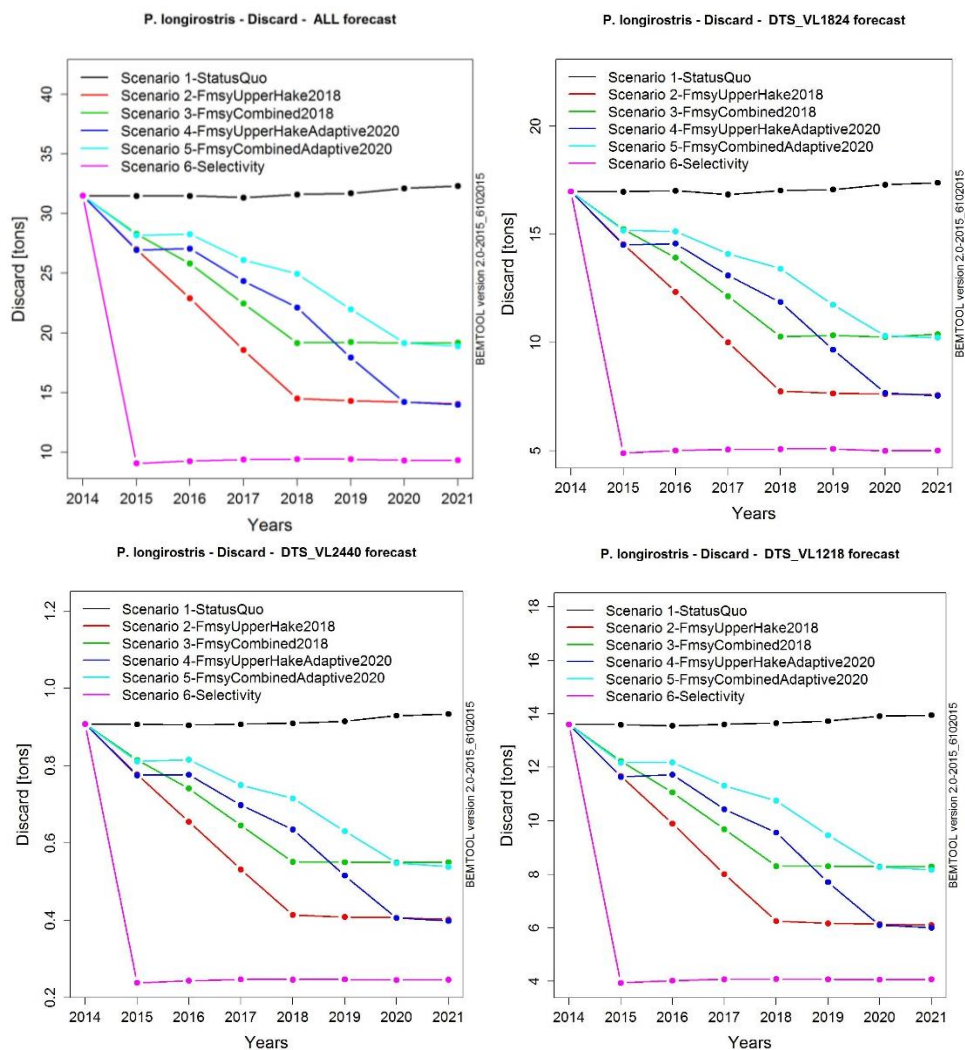 P. longirostris - Discard - ALL forecast
Scenario 1-StatusQuo
Scenario 2-FmsyUpperHake2018
Scenario 3-FmsyCombined2018
Scenario 4-FmsyUpperHakeAdaptive2020
Scenario 5-FmsyCombinedAdaptive2020
Scenario 6-Selectivity
Discard [tons]
40
35
30
25
20
15
10
2014 2015 2016 2017 2018 2019 2020 2021
Years
BEMTOOL version 2.0-2015_6102015
P. longirostris - Discard - DTS_VL1824 forecast
Scenario 1-StatusQuo
Scenario 2-FmsyUpperHake2018
Scenario 3-FmsyCombined2018
Scenario 4-FmsyUpperHakeAdaptive2020
Scenario 5-FmsyCombinedAdaptive2020
Scenario 6-Selectivity
Discard [tons]
20
15
10
5
2014 2015 2016 2017 2018 2019 2020 2021
Years
BEMTOOL version 2.0-2015_6102015
P. longirostris - Discard - DTS_VL2440 forecast
Scenario 1-StatusQuo
Scenario 2-FmsyUpperHake2018
Scenario 3-FmsyCombined2018
Scenario 4-FmsyUpperHakeAdaptive2020
Scenario 5-FmsyCombinedAdaptive2020
Scenario 6-Selectivity
Discard [tons]
1.2
1.0
0.8
0.6
0.4
0.2
2014 2015 2016 2017 2018 2019 2020 2021
Years
BEMTOOL version 2.0-2015_6102015
P. longirostris - Discard - DTS_VL1218 forecast
Scenario 1-StatusQuo
Scenario 2-FmsyUpperHake2018
Scenario 3-FmsyCombined2018
Scenario 4-FmsyUpperHakeAdaptive2020
Scenario 5-FmsyCombinedAdaptive2020
Scenario 6-Selectivity
Discard [tons]
18
16
14
12
10
8
6
4
2014 2015 2016 2017 2018 2019 2020 2021
Years
BEMTOOL version 2.0-2015_6102015